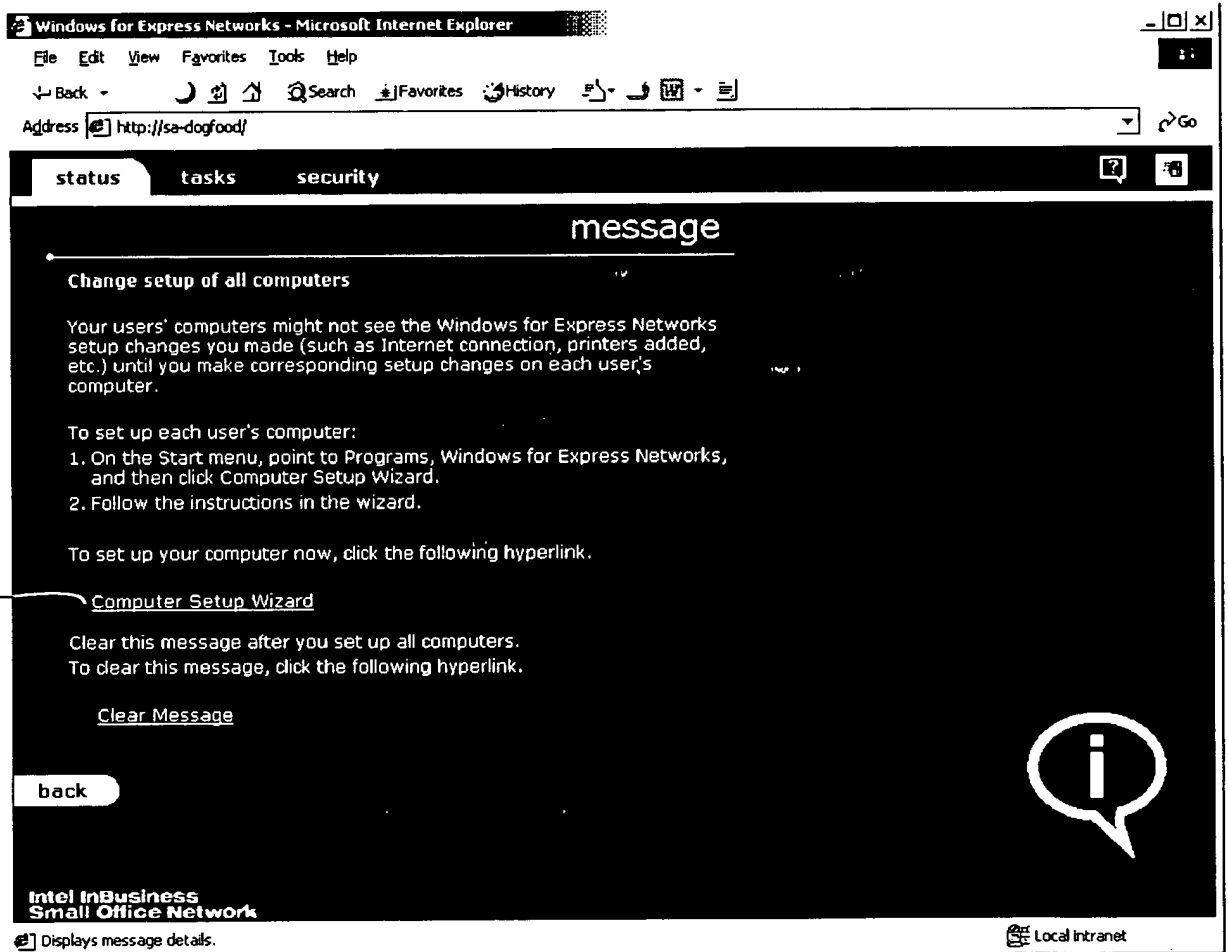 Windows for Express Networks - Microsoft Internet Explorer
File Edit View Favorites Tools Help
Back Search Favorites History
Address http://sa-dogfood/ Go
status tasks security
message
Change setup of all computers
Your users' computers might not see the Windows for Express Networks
setup changes you made (such as Internet connection, printers added,
etc.) until you make corresponding setup changes on each user's
computer.
To set up each user's computer:
1. On the Start menu, point to Programs, Windows for Express Networks,
and then click Computer Setup Wizard.
2. Follow the instructions in the wizard.
To set up your computer now, click the following hyperlink.
Computer Setup Wizard
Clear this message after you set up all computers.
To clear this message, click the following hyperlink.
Clear Message
back
Intel InBusiness
Small Office Network
Displays message details. Local intranet